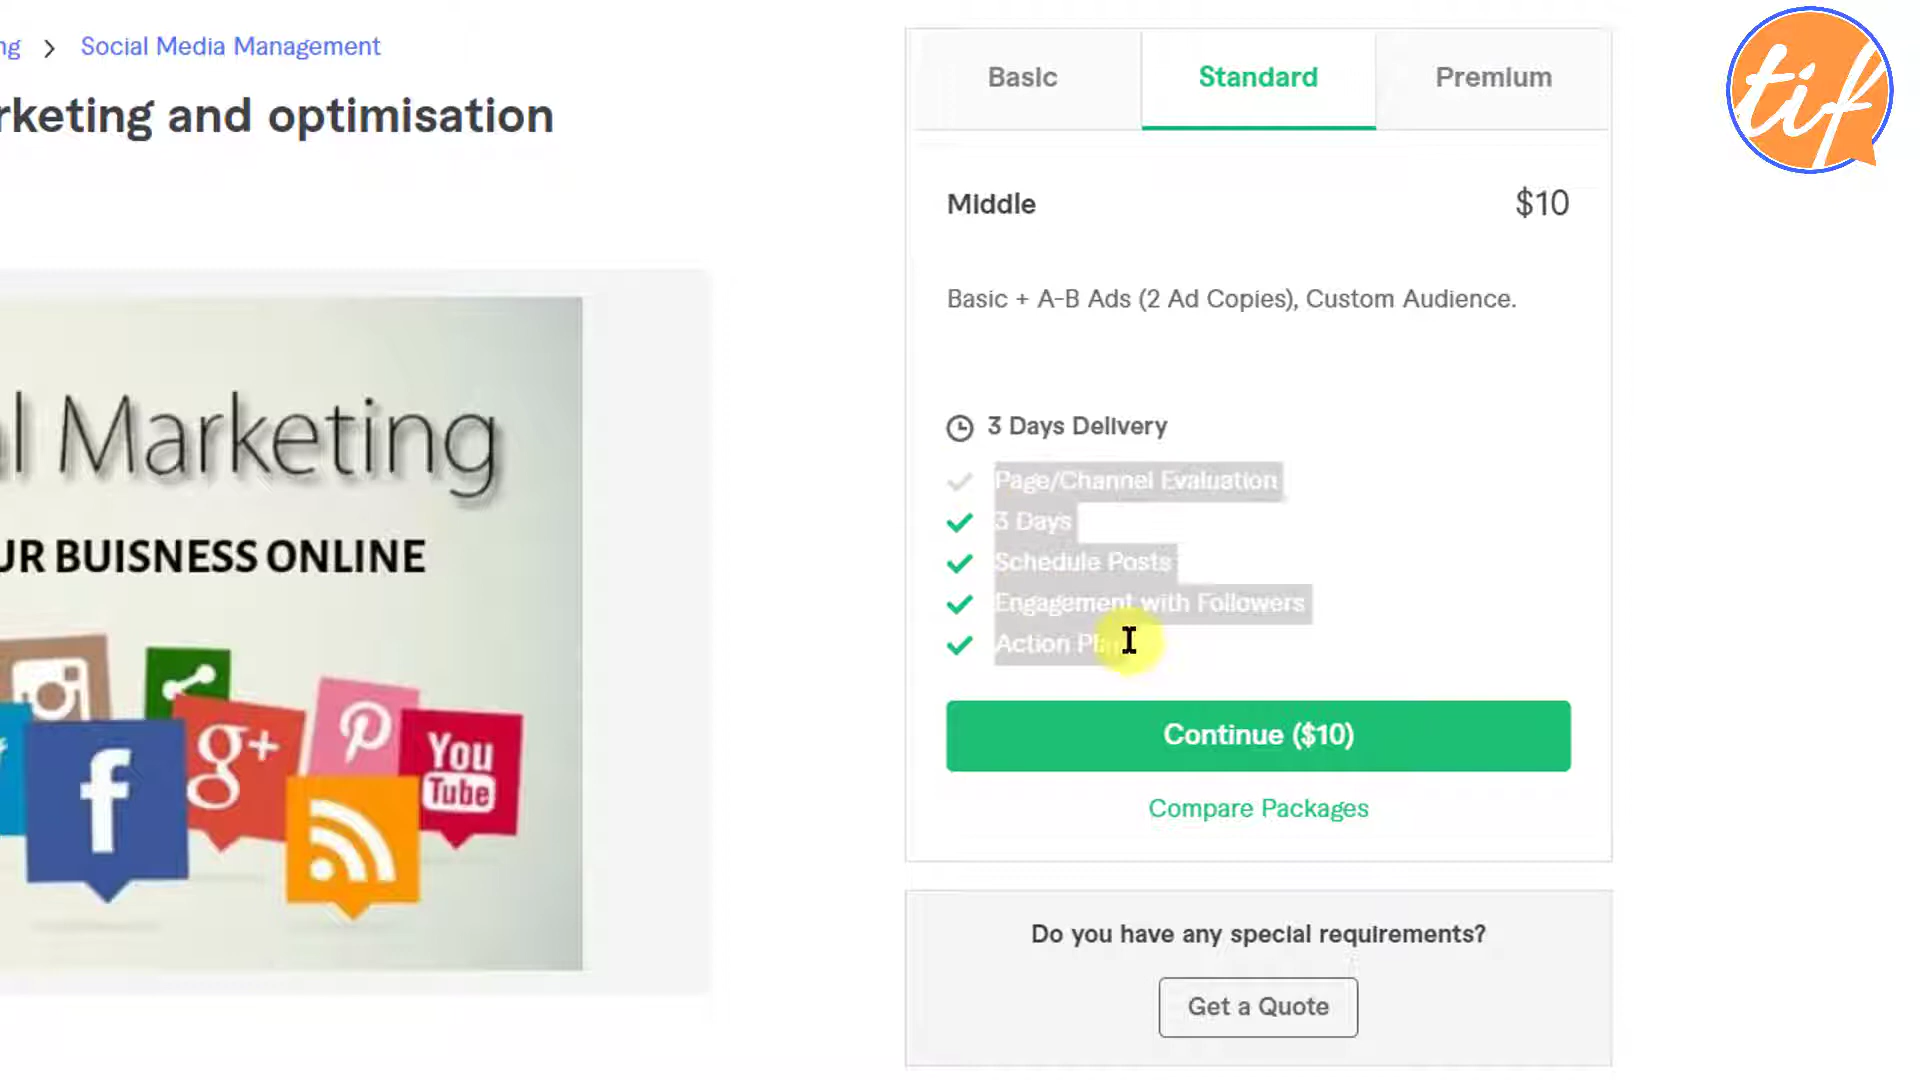 ng > Social Media Management
rketing and optimisation
Basic
Standard
Premium
tif
Middle
$10
Basic + A-B Ads (2 Ad Copies), Custom Audience.
3 Days Delivery
Page/Channel Evaluation
3 Days
Schedule Posts
Engagement with Followers
Action Plan
Continue ($10)
Compare Packages
Do you have any special requirements?
Get a Quote
l Marketing
UR BUISNESS ONLINE
f
g+
You
Tube